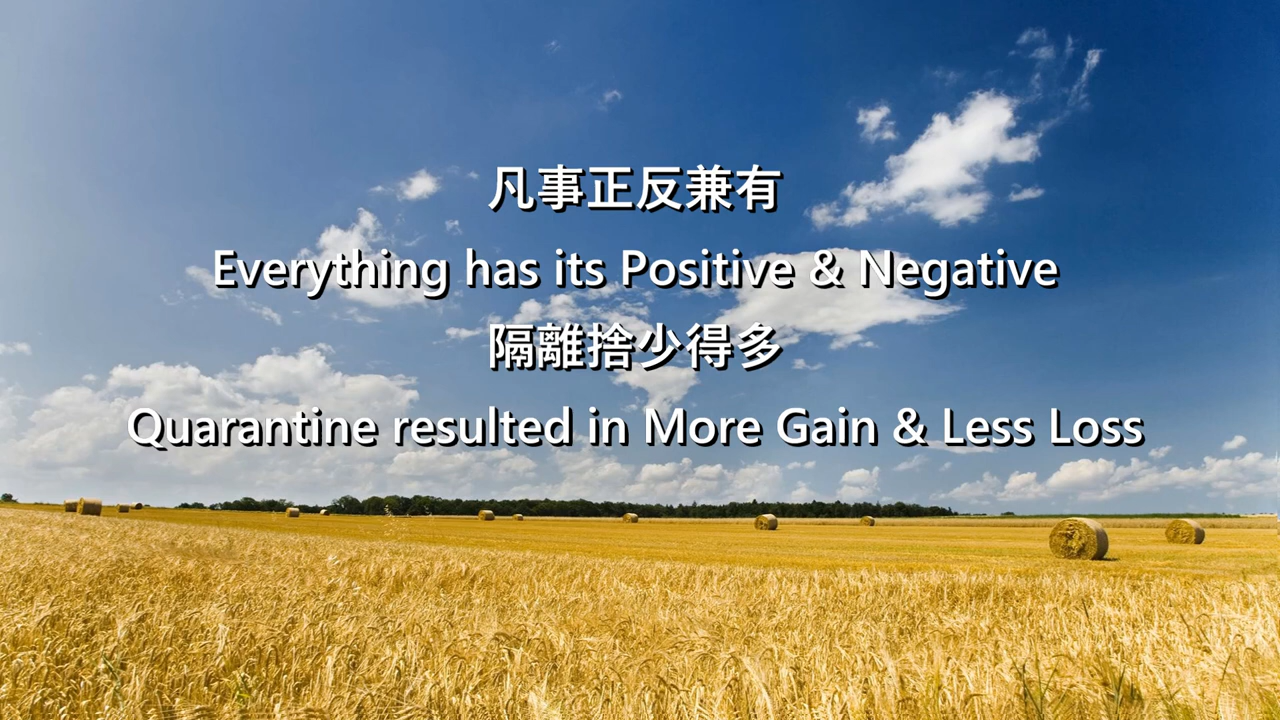 凡事正反兼有
Everything has its Positive & Negative
隔離捨少得多
Quarantine resulted in More Gain & Less Loss